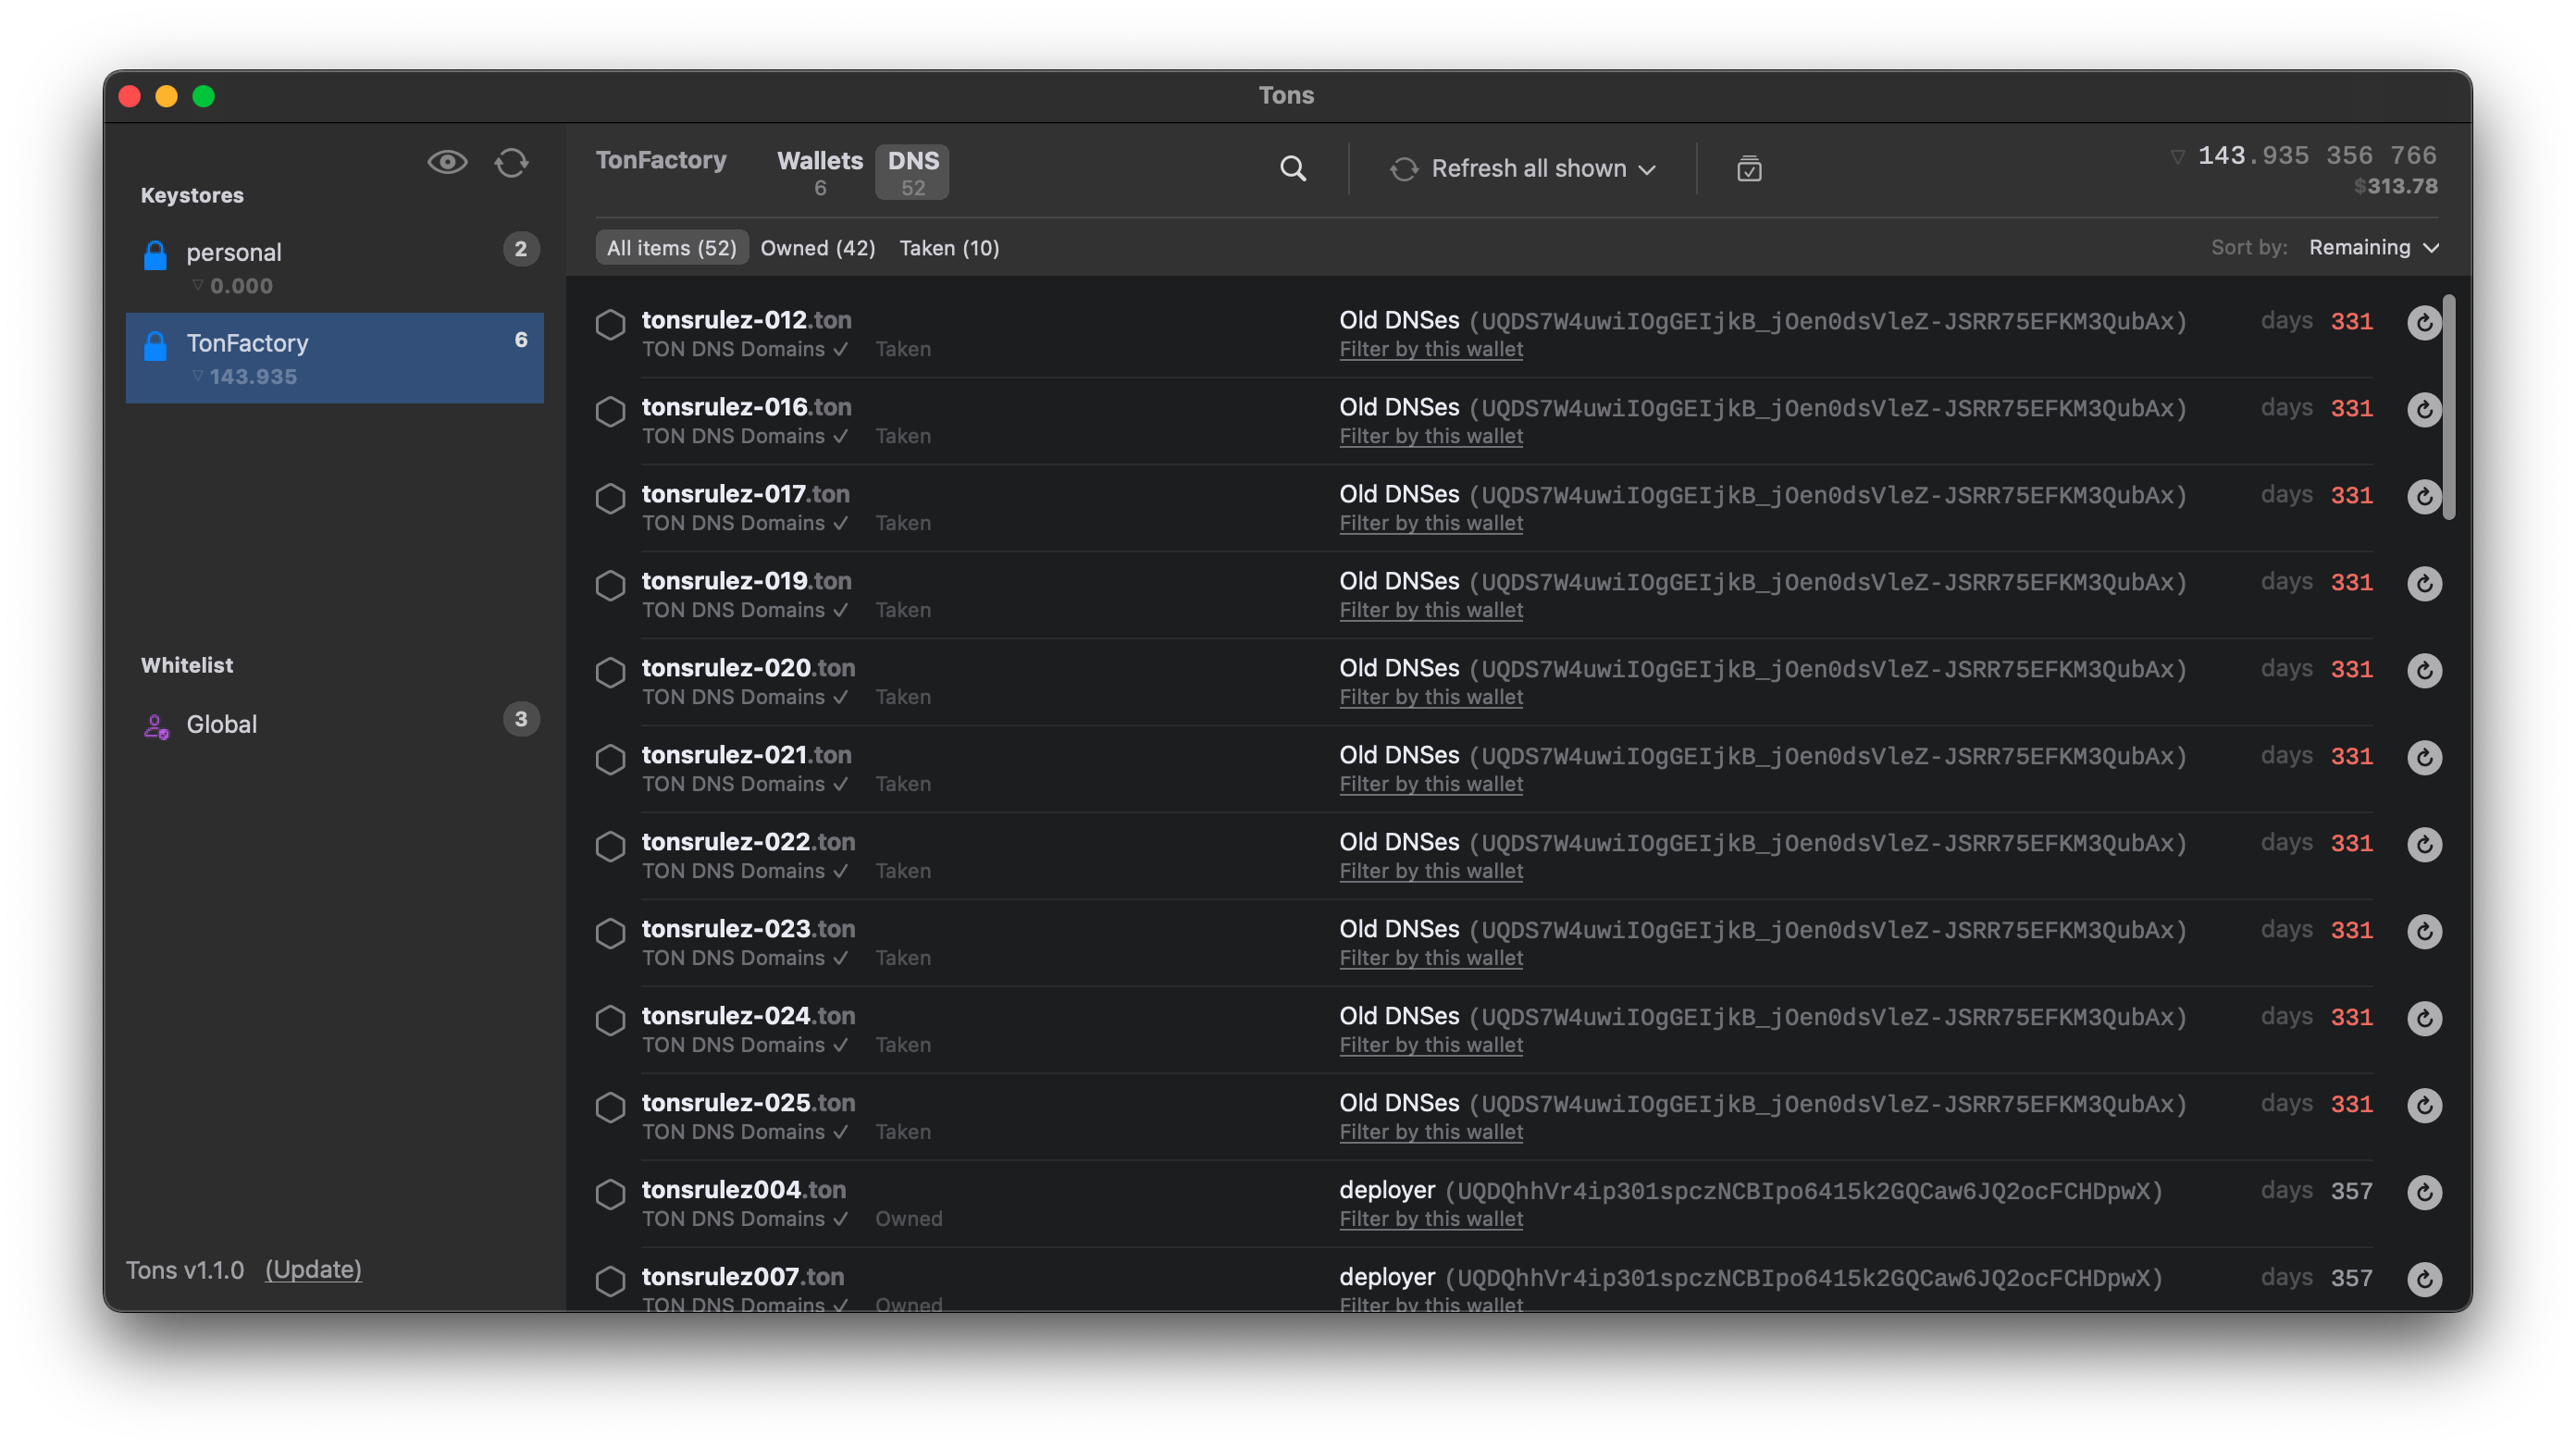 Tons
Keystores
personal 2
0.000
TonFactory 6
143.935
Whitelist
Global 3
Tons v1.1.0 (Update)
TonFactory Wallets 6 DNS 52 Refresh all shown 143.935 356 766
$313.78
All items (52) Owned (42) Taken (10) Sort by: Remaining
tonsrulez-012.ton Old DNSes (UQDS7W4uwiIOgGEIjkB_jOen0dsVleZ-JSRR75EFKM3QubAx) days 331
TON DNS Domains ✓ Taken Filter by this wallet
tonsrulez-016.ton Old DNSes (UQDS7W4uwiIOgGEIjkB_jOen0dsVleZ-JSRR75EFKM3QubAx) days 331
TON DNS Domains ✓ Taken Filter by this wallet
tonsrulez-017.ton Old DNSes (UQDS7W4uwiIOgGEIjkB_jOen0dsVleZ-JSRR75EFKM3QubAx) days 331
TON DNS Domains ✓ Taken Filter by this wallet
tonsrulez-019.ton Old DNSes (UQDS7W4uwiIOgGEIjkB_jOen0dsVleZ-JSRR75EFKM3QubAx) days 331
TON DNS Domains ✓ Taken Filter by this wallet
tonsrulez-020.ton Old DNSes (UQDS7W4uwiIOgGEIjkB_jOen0dsVleZ-JSRR75EFKM3QubAx) days 331
TON DNS Domains ✓ Taken Filter by this wallet
tonsrulez-021.ton Old DNSes (UQDS7W4uwiIOgGEIjkB_jOen0dsVleZ-JSRR75EFKM3QubAx) days 331
TON DNS Domains ✓ Taken Filter by this wallet
tonsrulez-022.ton Old DNSes (UQDS7W4uwiIOgGEIjkB_jOen0dsVleZ-JSRR75EFKM3QubAx) days 331
TON DNS Domains ✓ Taken Filter by this wallet
tonsrulez-023.ton Old DNSes (UQDS7W4uwiIOgGEIjkB_jOen0dsVleZ-JSRR75EFKM3QubAx) days 331
TON DNS Domains ✓ Taken Filter by this wallet
tonsrulez-024.ton Old DNSes (UQDS7W4uwiIOgGEIjkB_jOen0dsVleZ-JSRR75EFKM3QubAx) days 331
TON DNS Domains ✓ Taken Filter by this wallet
tonsrulez-025.ton Old DNSes (UQDS7W4uwiIOgGEIjkB_jOen0dsVleZ-JSRR75EFKM3QubAx) days 331
TON DNS Domains ✓ Taken Filter by this wallet
tonsrulez004.ton deployer (UQDQhhVr4ip301spczNCBIpo6415k2GQCaw6JQ2ocFCHDpwX) days 357
TON DNS Domains ✓ Owned Filter by this wallet
tonsrulez007.ton deployer (UQDQhhVr4ip301spczNCBIpo6415k2GQCaw6JQ2ocFCHDpwX) days 357
TON DNS Domains ✓ Owned Filter by this wallet